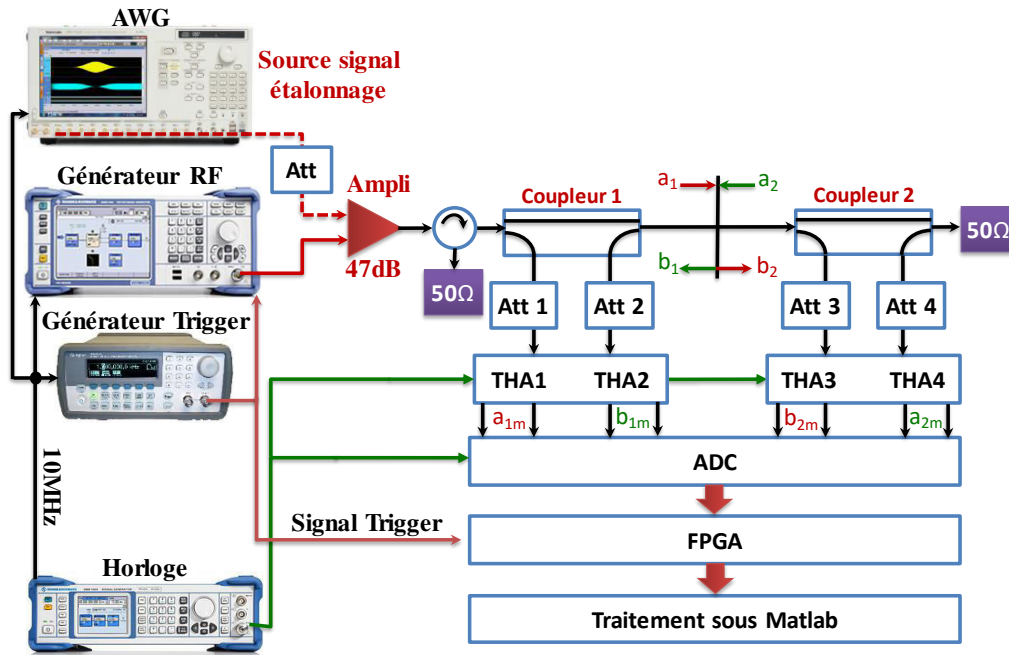 AWG
Source signal
étalonnage
Att
Générateur RF
Ampli
47dB
50Ω
Coupleur 1
a1
a2
b1
b2
Coupleur 2
50Ω
Att 1
Att 2
Att 3
Att 4
Générateur Trigger
THA1
THA2
THA3
THA4
a1m
b1m
b2m
a2m
ADC
10MHz
Signal Trigger
FPGA
Horloge
Traitement sous Matlab